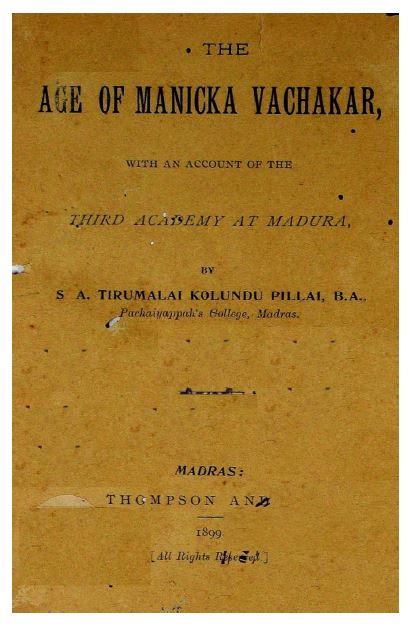 THE
AGE OF MANICKA VACHAKAR,
WITH AN ACCOUNT OF THE
THIRD ACADEMY AT MADURA,
BY
S A. TIRUMALAI KOLUNDU PILLAI, B.A.,
Pachaiyappah's College, Madras.
MADRAS:
THOMPSON AND
1899
[All Rights Reserved.]